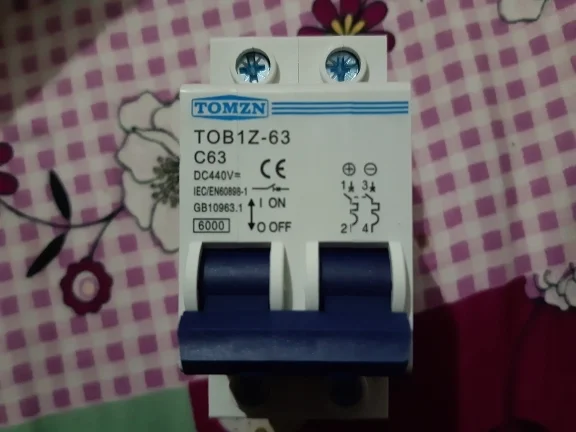 TOMZN
TOB1Z-63
C63
DC440V=
CE
IEC/EN60898-1
GB10963.1
I ON
6000
O OFF
+ −
1 3
2 4